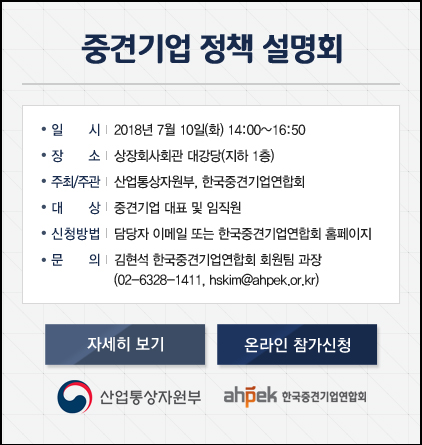 중견기업 정책 설명회
• 일 시 | 2018년 7월 10일(화) 14:00~16:50
• 장 소 | 상장회사회관 대강당(지하 1층)
• 주최/주관 | 산업통상자원부, 한국중견기업연합회
• 대 상 | 중견기업 대표 및 임직원
• 신청방법 | 담당자 이메일 또는 한국중견기업연합회 홈페이지
• 문 의 | 김현석 한국중견기업연합회 회원팀 과장
(02-6328-1411, hskim@ahpek.or.kr)
자세히 보기 온라인 참가신청
산업통상자원부 ahpek 한국중견기업연합회